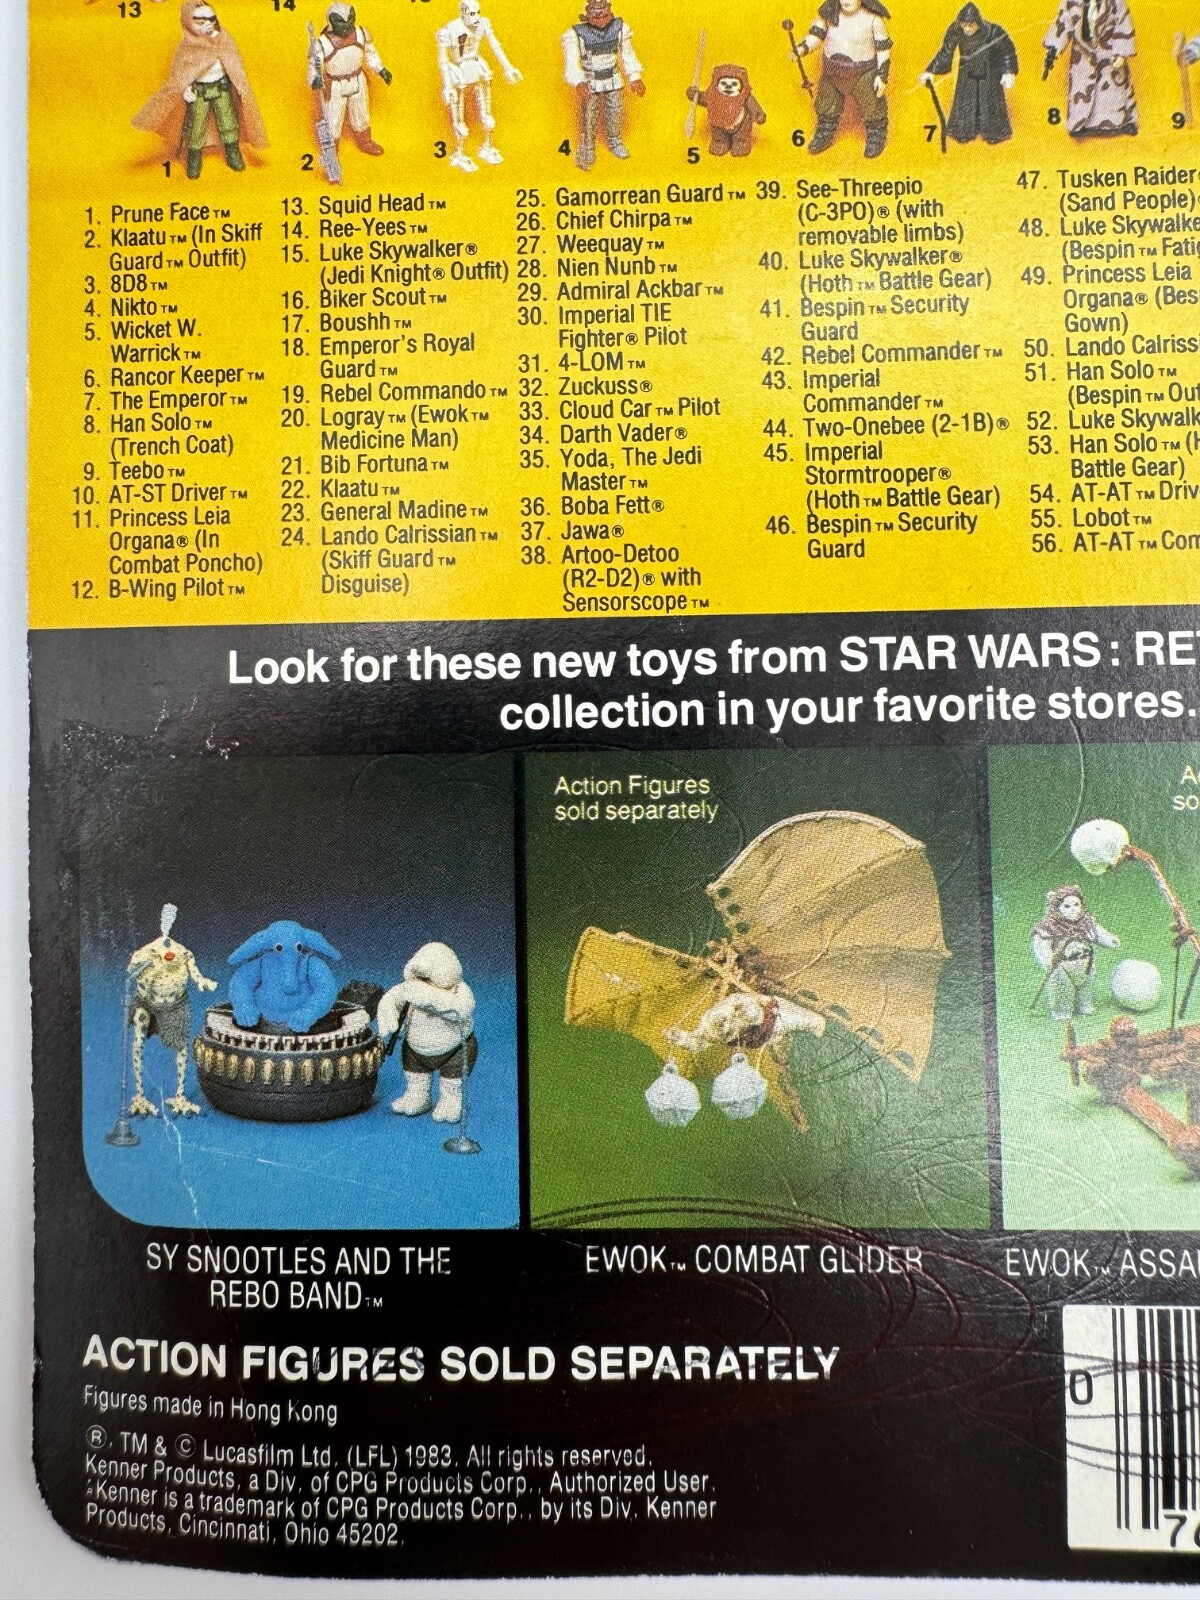 13
14
1
2
3
4
5
6
7
8
9
1. Prune Face™
2. Klaatu™ (In Skiff
Guard™ Outfit)
3. 8D8™
4. Nikto™
5. Wicket W.
Warrick™
6. Rancor Keeper™
7. The Emperor™
8. Han Solo™
(Trench Coat)
9. Teebo™
10. AT-ST Driver™
11. Princess Leia
Organa® (In
Combat Poncho)
12. B-Wing Pilot™
13. Squid Head™
14. Ree-Yees™
15. Luke Skywalker®
(Jedi Knight® Outfit)
16. Biker Scout™
17. Boushh™
18. Emperor's Royal
Guard™
19. Rebel Commando™
20. Logray™ (Ewok™
Medicine Man)
21. Bib Fortuna™
22. Klaatu™
23. General Madine™
24. Lando Calrissian™
(Skiff Guard™
Disguise)
25. Gamorrean Guard™
26. Chief Chirpa™
27. Weequay™
28. Nien Nunb™
29. Admiral Ackbar™
30. Imperial TIE
Fighter® Pilot
31. 4-LOM™
32. Zuckuss®
33. Cloud Car™ Pilot
34. Darth Vader®
35. Yoda, The Jedi
Master™
36. Boba Fett®
37. Jawa®
38. Artoo-Detoo
(R2-D2)® with
Sensorscope™
39. See-Threepio
(C-3PO)® (with
removable limbs)
40. Luke Skywalker®
(Hoth™ Battle Gear)
41. Bespin™ Security
Guard
42. Rebel Commander™
43. Imperial
Commander™
44. Two-Onebee (2-1B)®
45. Imperial
Stormtrooper®
(Hoth™ Battle Gear)
46. Bespin™ Security
Guard
47. Tusken Raider
(Sand People)
48. Luke Skywalke
(Bespin™ Fatig
49. Princess Leia
Organa® (Bes
Gown)
50. Lando Calrissi
51. Han Solo™
(Bespin™ Out
52. Luke Skywalk
53. Han Solo™ (H
Battle Gear)
54. AT-AT™ Driv
55. Lobot™
56. AT-AT™ Com
Look for these new toys from STAR WARS: RE
collection in your favorite stores.
Action Figures
sold separately
A
so
SY SNOOTLES AND THE
REBO BAND™
EWOK™ COMBAT GLIDER
EWOK™ ASSA
ACTION FIGURES SOLD SEPARATELY
Figures made in Hong Kong
®, TM & © Lucasfilm Ltd. (LFL) 1983. All rights reserved.
Kenner Products, a Div. of CPG Products Corp., Authorized User.
Kenner is a trademark of CPG Products Corp., by its Div. Kenner
Products, Cincinnati, Ohio 45202.
0
76